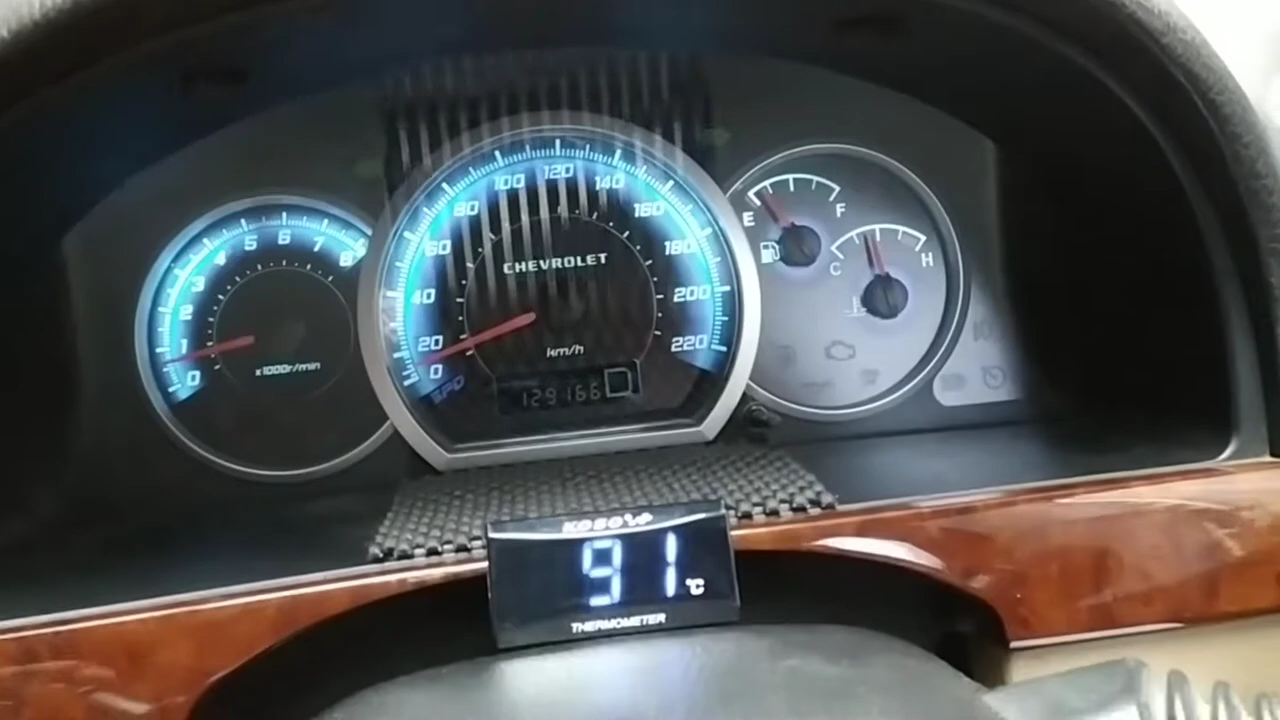 0 1 2 3 4 5 6 7 8
x1000r/min
0 20 40 60 80 100 120 140 160 180 200 220
CHEVROLET
km/h
129166 D
E F
C H
KOSO
91 °C
THERMOMETER